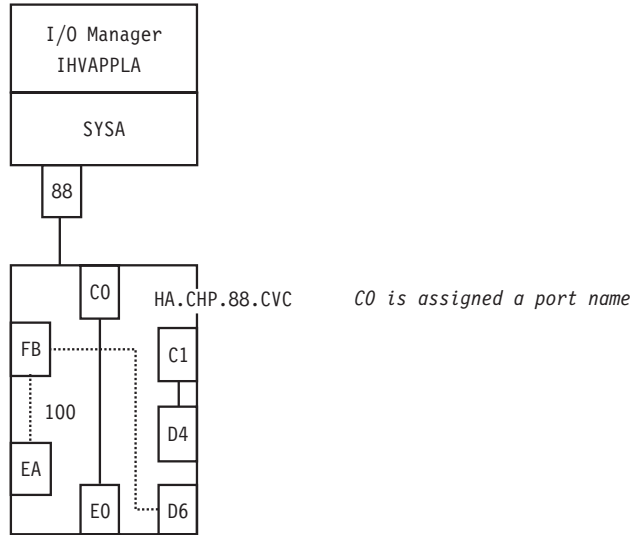 I/O Manager
IHVAPPLA
SYSA
88
C0
HA.CHP.88.CVC
C0 is assigned a port name
FB
C1
100
D4
EA
E0
D6